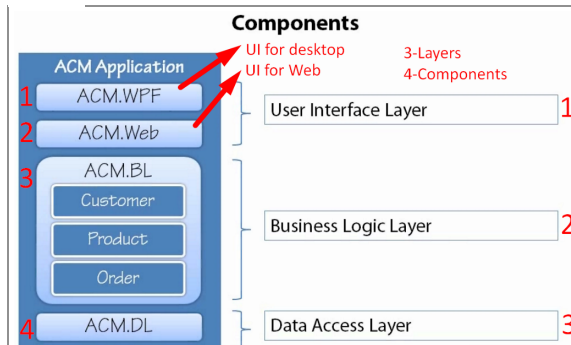 Components
UI for desktop
3-Layers
ACM Application
UI for Web
4-Components
1
ACM.WPF
User Interface Layer
1
2
ACM.Web
3
ACM.BL
Customer
Product
Business Logic Layer
2
Order
4
ACM.DL
Data Access Layer
3